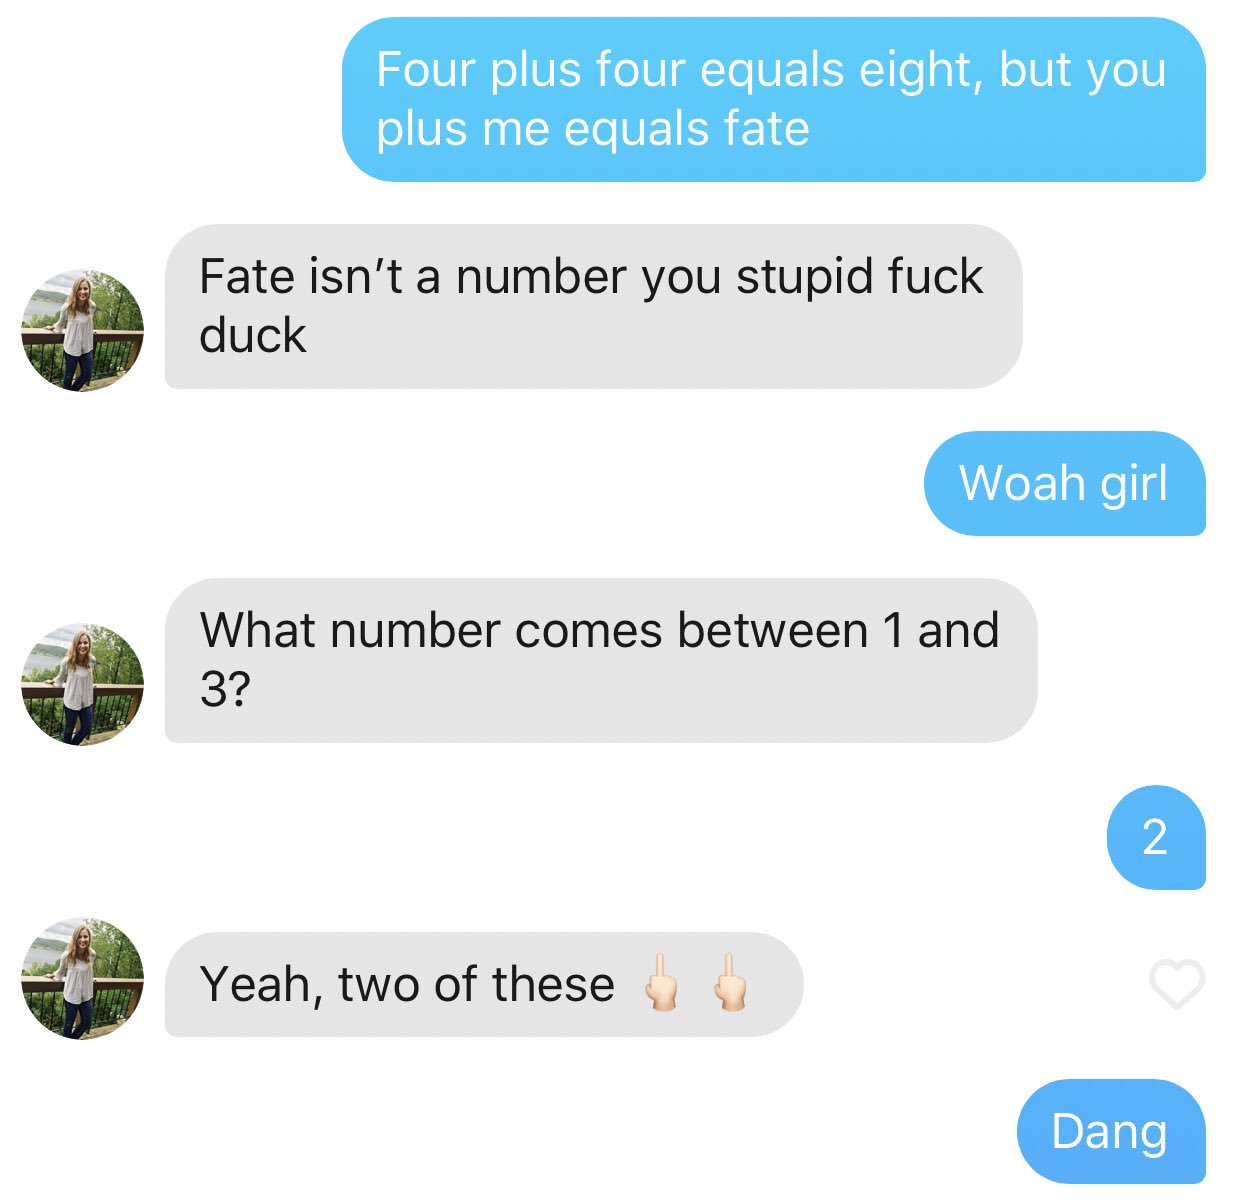 Four plus four equals eight, but you
plus me equals fate
Fate isn’t a number you stupid fuck
duck
Woah girl
What number comes between 1 and
3?
2
Yeah, two of these 🖕🏻 🖕🏻
Dang